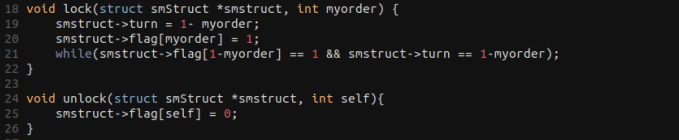 18 void lock(struct smStruct *smstruct, int myorder) {
19     smstruct->turn = 1- myorder;
20     smstruct->flag[myorder] = 1;
21     while(smstruct->flag[1-myorder] == 1 && smstruct->turn == 1-myorder);
22 }
23
24 void unlock(struct smStruct *smstruct, int self){
25     smstruct->flag[self] = 0;
26 }